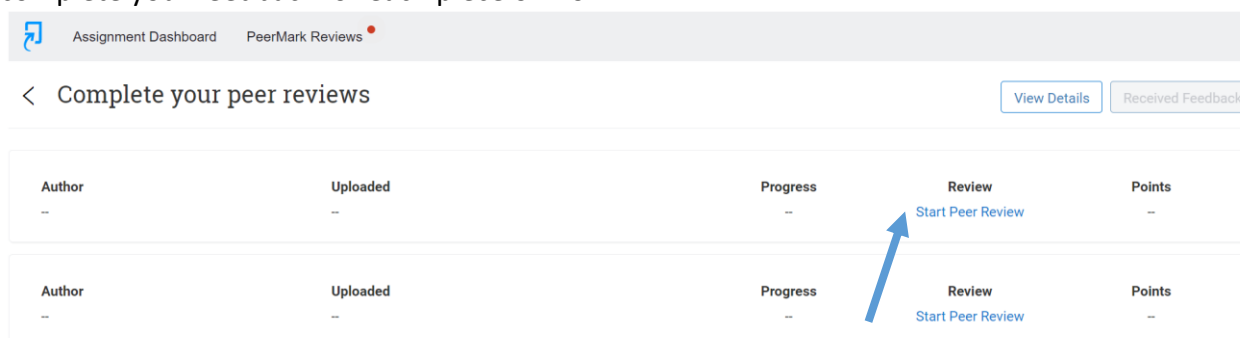 Assignment Dashboard PeerMark Reviews
< Complete your peer reviews View Details Received Feedback
Author Uploaded Progress Review Points
-- -- -- Start Peer Review --
Author Uploaded Progress Review Points
-- -- -- Start Peer Review --